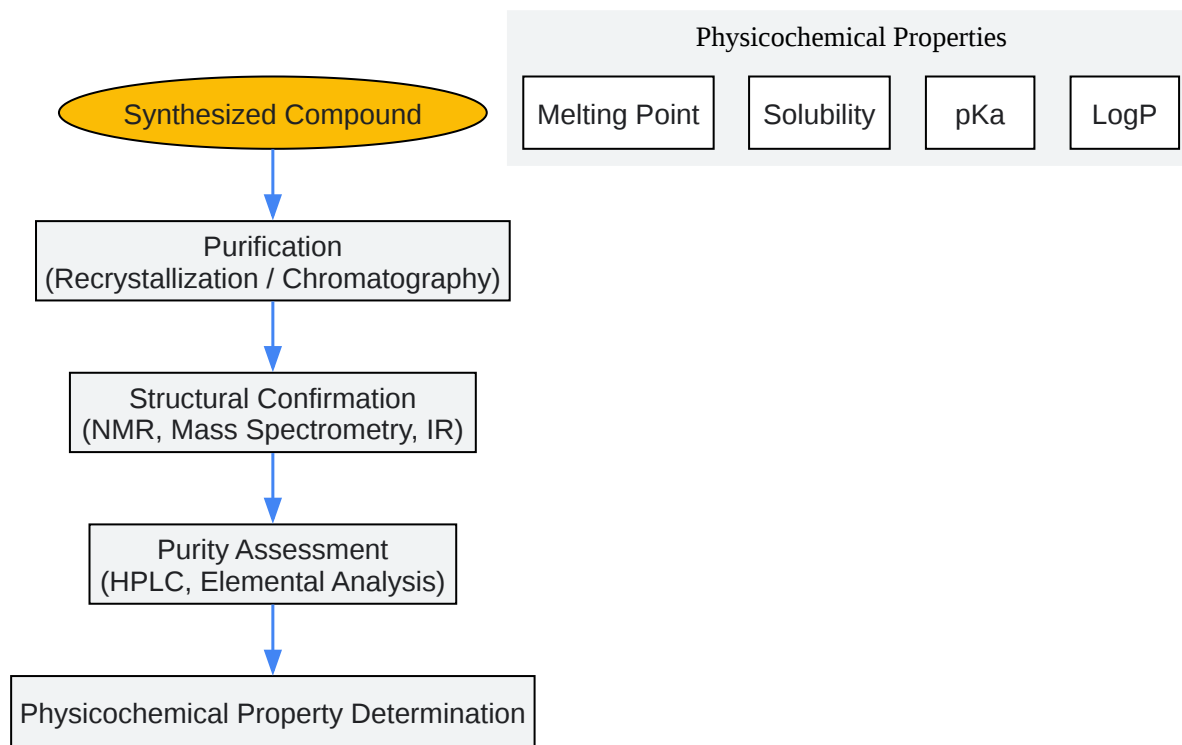 Physicochemical Properties
Synthesized Compound
Melting Point
Solubility
pKa
LogP
Purification
(Recrystallization / Chromatography)
Structural Confirmation
(NMR, Mass Spectrometry, IR)
Purity Assessment
(HPLC, Elemental Analysis)
Physicochemical Property Determination